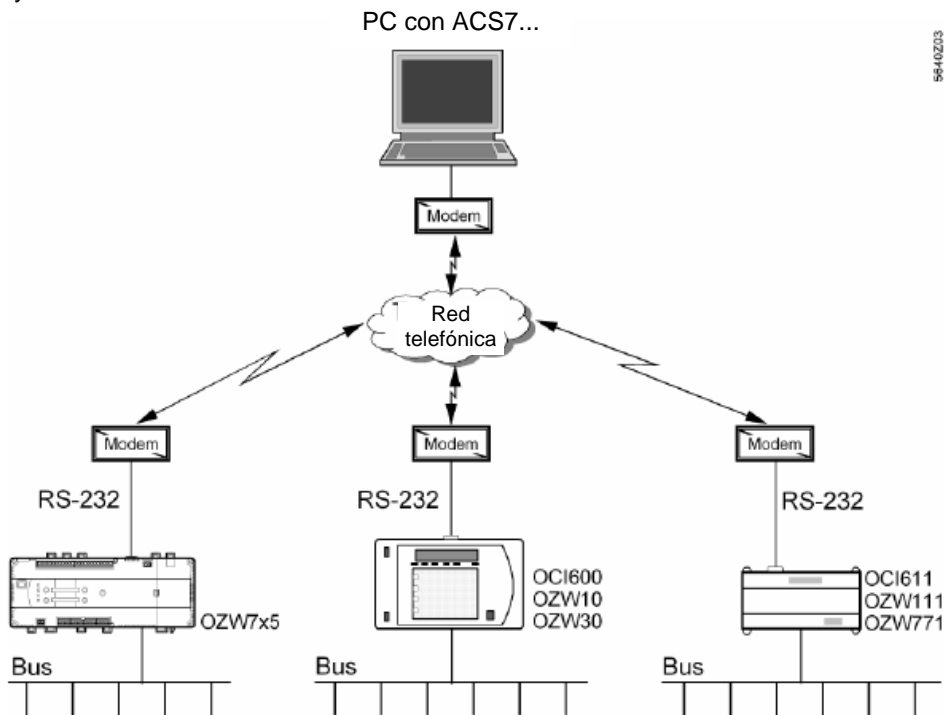 PC con ACS7...
5640Z03
Modem
Red
telefónica
Modem
Modem
Modem
RS-232
RS-232
RS-232
OZW7x5
OCI600
OZW10
OZW30
OCI611
OZW111
OZW771
Bus
Bus
Bus